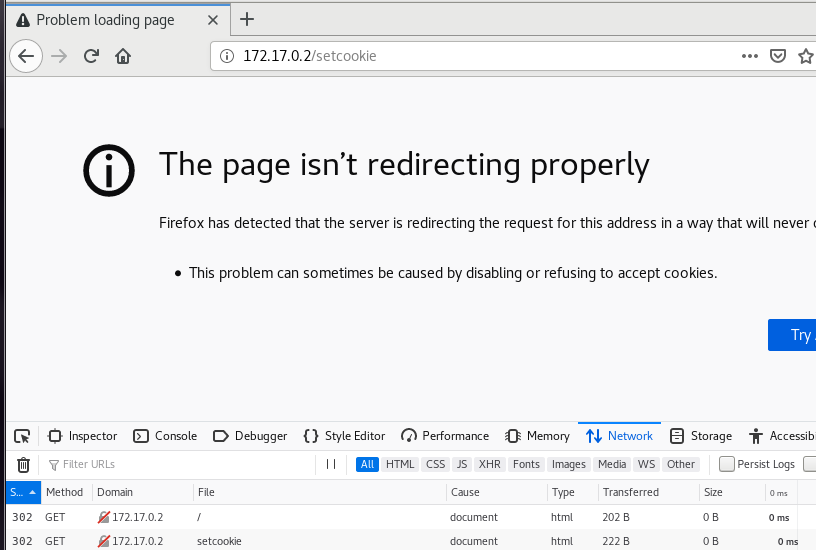 Problem loading page
172.17.0.2/setcookie
The page isn’t redirecting properly
Firefox has detected that the server is redirecting the request for this address in a way that will never
• This problem can sometimes be caused by disabling or refusing to accept cookies.
Try
Inspector Console Debugger Style Editor Performance Memory Network Storage Accessibi
Filter URLs All HTML CSS JS XHR Fonts Images Media WS Other Persist Logs
S... Method Domain File Cause Type Transferred Size 0 ms
302 GET 172.17.0.2 / document html 202 B 0 B 0 ms
302 GET 172.17.0.2 setcookie document html 222 B 0 B 0 ms